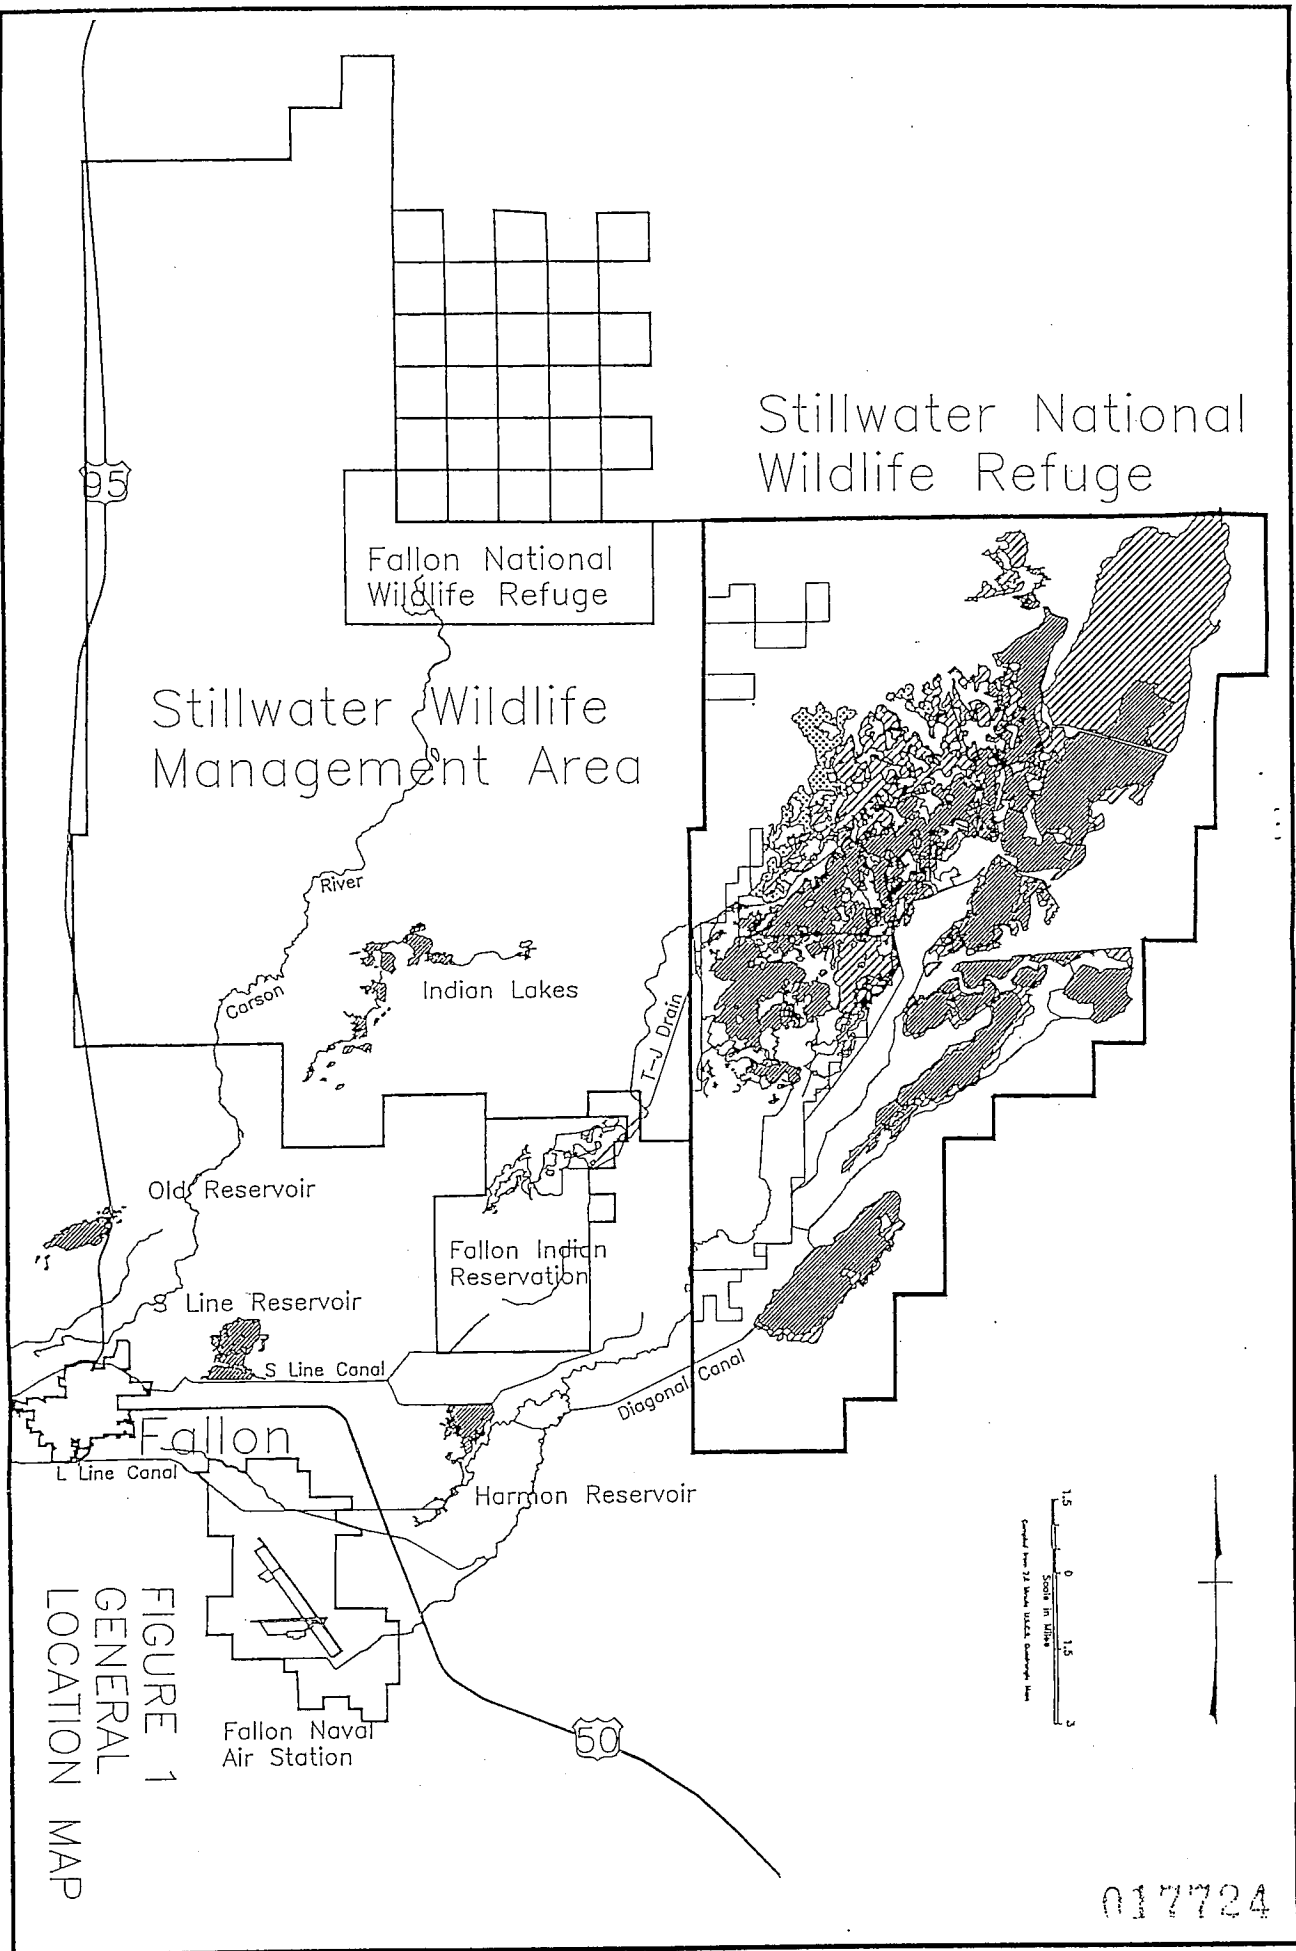 Stillwater National
Wildlife Refuge
95
Fallon National
Wildlife Refuge
Stillwater Wildlife
Management Area
River
Carson
Indian Lakes
T-J Drain
Old Reservoir
Fallon Indian
Reservation
S Line Reservoir
S Line Canal
Diagonal Canal
Fallon
L Line Canal
Harmon Reservoir
1.5 0 1.5 3
Scale in Miles
Fallon Naval
Air Station
50
FIGURE 1
GENERAL
LOCATION MAP
017724